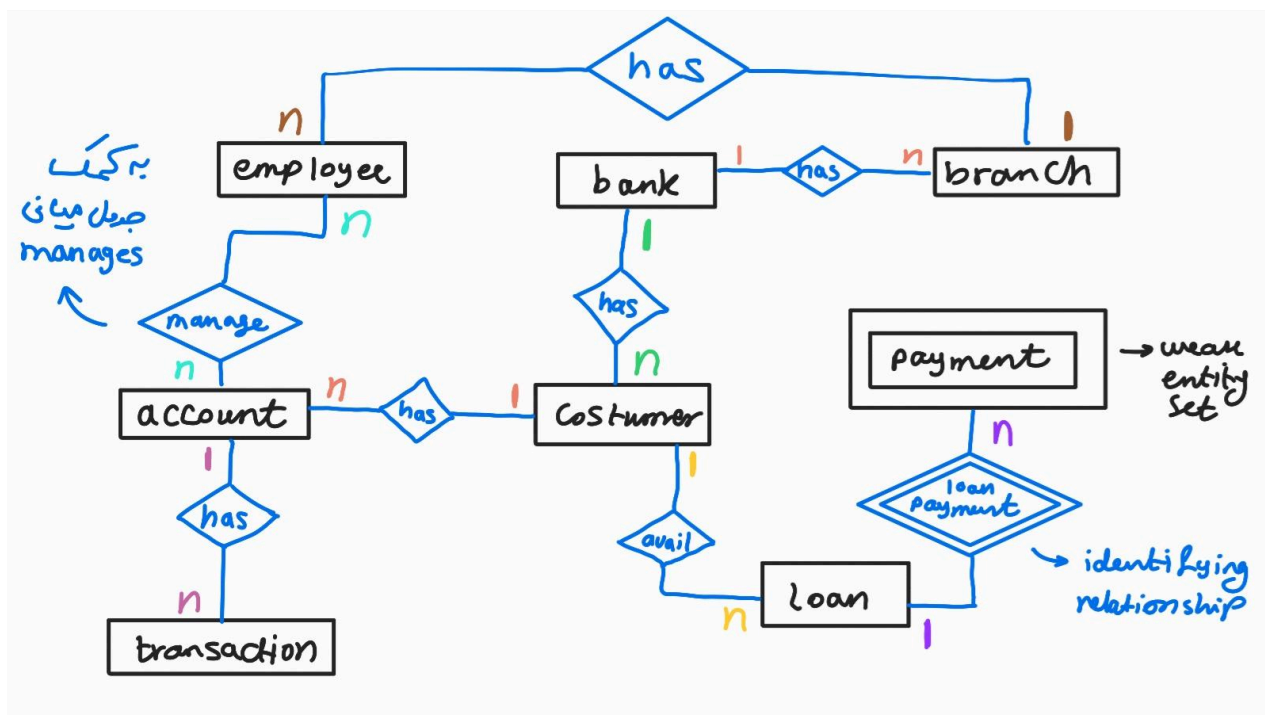 has
n
1
employee
bank
1
has
n
branch
به کمک
جدول میانی
manages
n
1
manage
has
n
n
account
n
has
1
costumer
payment
→ weak
entity
set
1
1
n
has
avail
loan
payment
n
n
loan
1
identifying
relationship
transaction